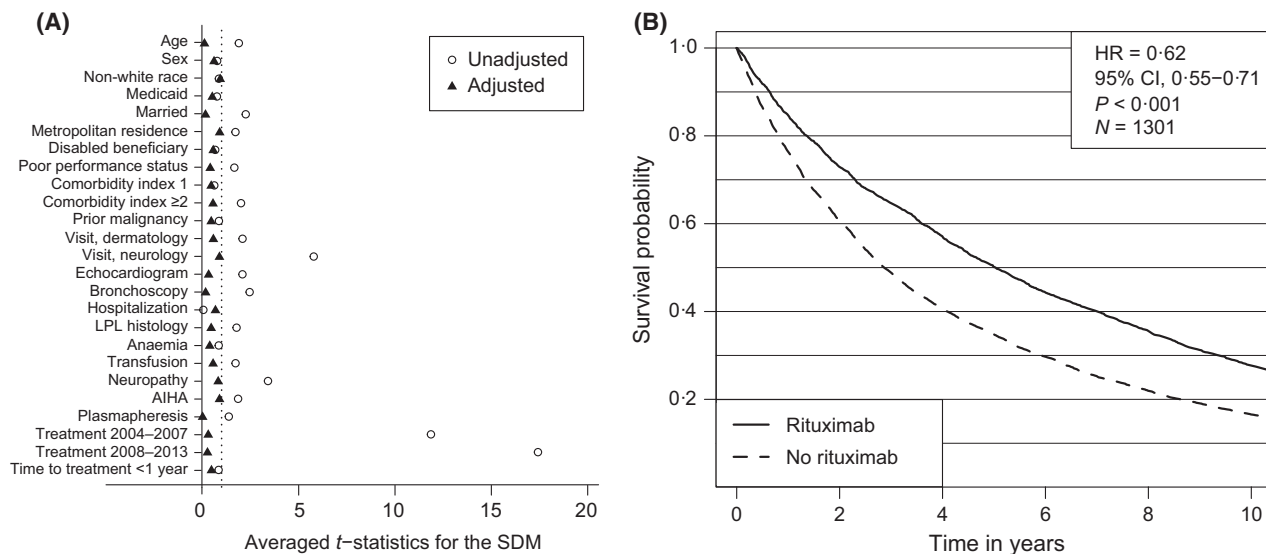 (A)
Age
Sex
Non-white race
Medicaid
Married
Metropolitan residence
Disabled beneficiary
Poor performance status
Comorbidity index 1
Comorbidity index ≥2
Prior malignancy
Visit, dermatology
Visit, neurology
Echocardiogram
Bronchoscopy
Hospitalization
LPL histology
Anaemia
Transfusion
Neuropathy
AIHA
Plasmapheresis
Treatment 2004–2007
Treatment 2008–2013
Time to treatment <1 year
Unadjusted
Adjusted
0 5 10 15 20
Averaged t–statistics for the SDM
(B)
1·0
0·8
0·6
0·4
0·2
Survival probability
HR = 0·62
95% CI, 0·55–0·71
P < 0·001
N = 1301
Rituximab
No rituximab
0 2 4 6 8 10
Time in years